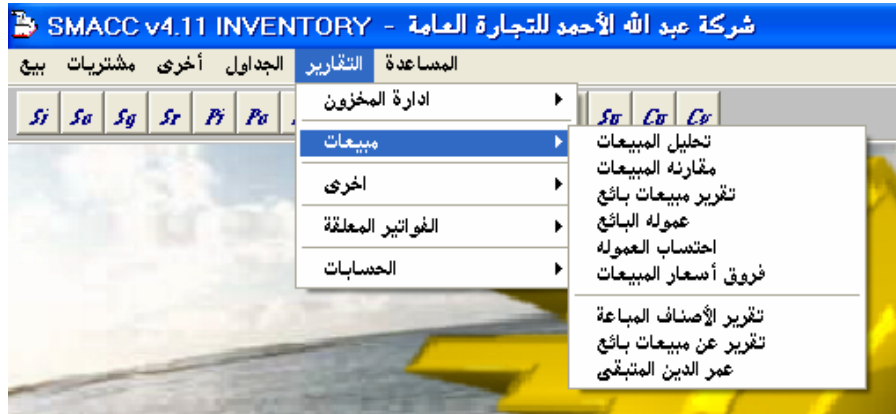 شركة عبد الله الأحمد للتجارة العامة - SMACC v4.11 INVENTORY
بيع مشتريات أخرى الجداول التقارير المساعدة
Si Sa Sg Sr Pi Pa Sa Ca Cv
ادارة المخزون
مبيعات
اخرى
الفواتير المعلقة
الحسابات
تحليل المبيعات
مقارنه المبيعات
تقرير مبيعات بائع
عموله البائع
احتساب العموله
فروق أسعار المبيعات
تقرير الأصناف المباعة
تقرير عن مبيعات بائع
عمر الدين المتبقى